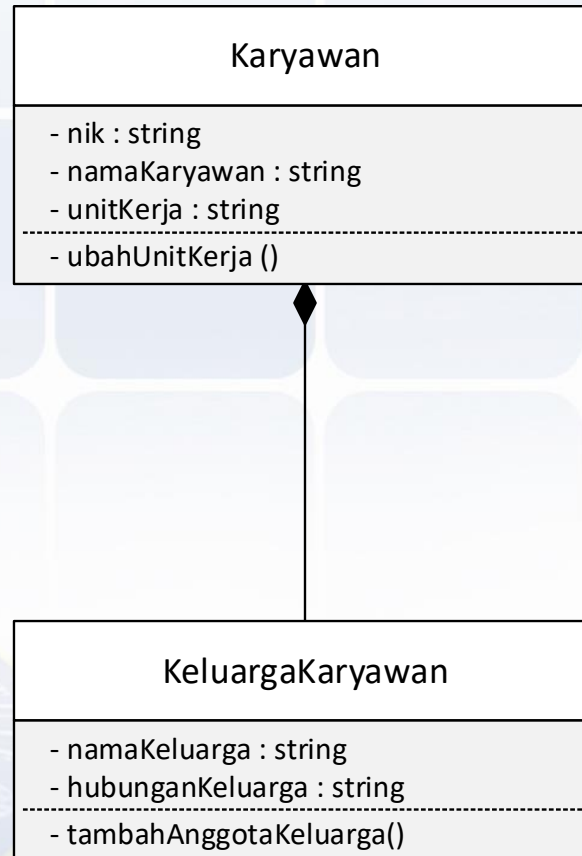 Karyawan
- nik : string
- namaKaryawan : string
- unitKerja : string
- ubahUnitKerja ()
KeluargaKaryawan
- namaKeluarga : string
- hubunganKeluarga : string
- tambahAnggotaKeluarga()